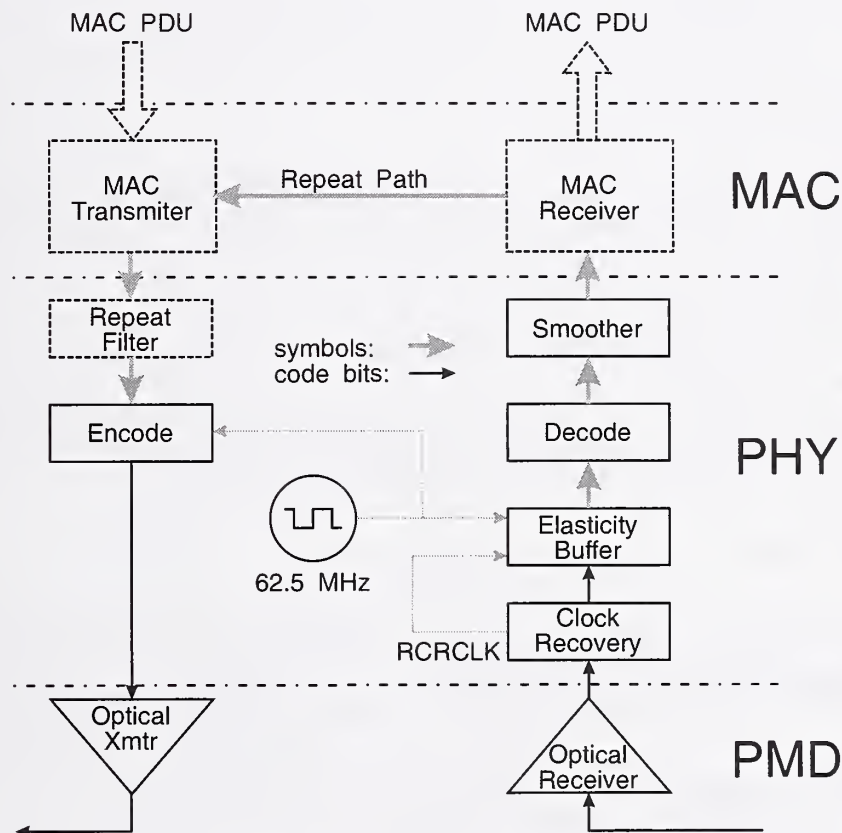 MAC PDU
MAC PDU
MAC
Transmiter
Repeat Path
MAC
Receiver
MAC
Repeat
Filter
symbols:
code bits:
Smoother
Encode
Decode
PHY
62.5 MHz
Elasticity
Buffer
RCRCLK
Clock
Recovery
Optical
Xmtr
Optical
Receiver
PMD